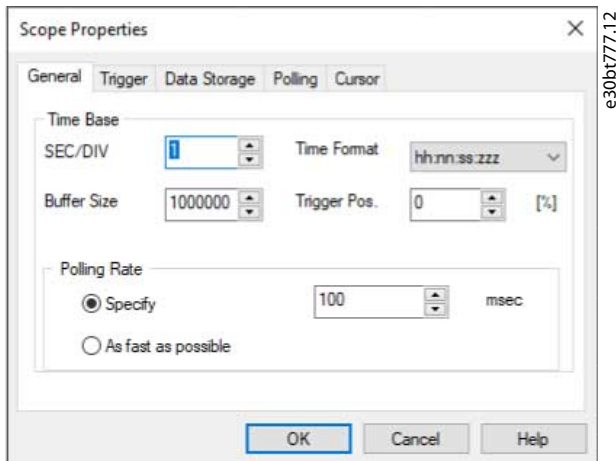 Scope Properties
General Trigger Data Storage Polling Cursor
Time Base
SEC/DIV 1 Time Format hh:nn:ss:zzz
Buffer Size 1000000 Trigger Pos. 0 [%]
Polling Rate
Specify 100 msec
As fast as possible
OK Cancel Help
e30bt777.12